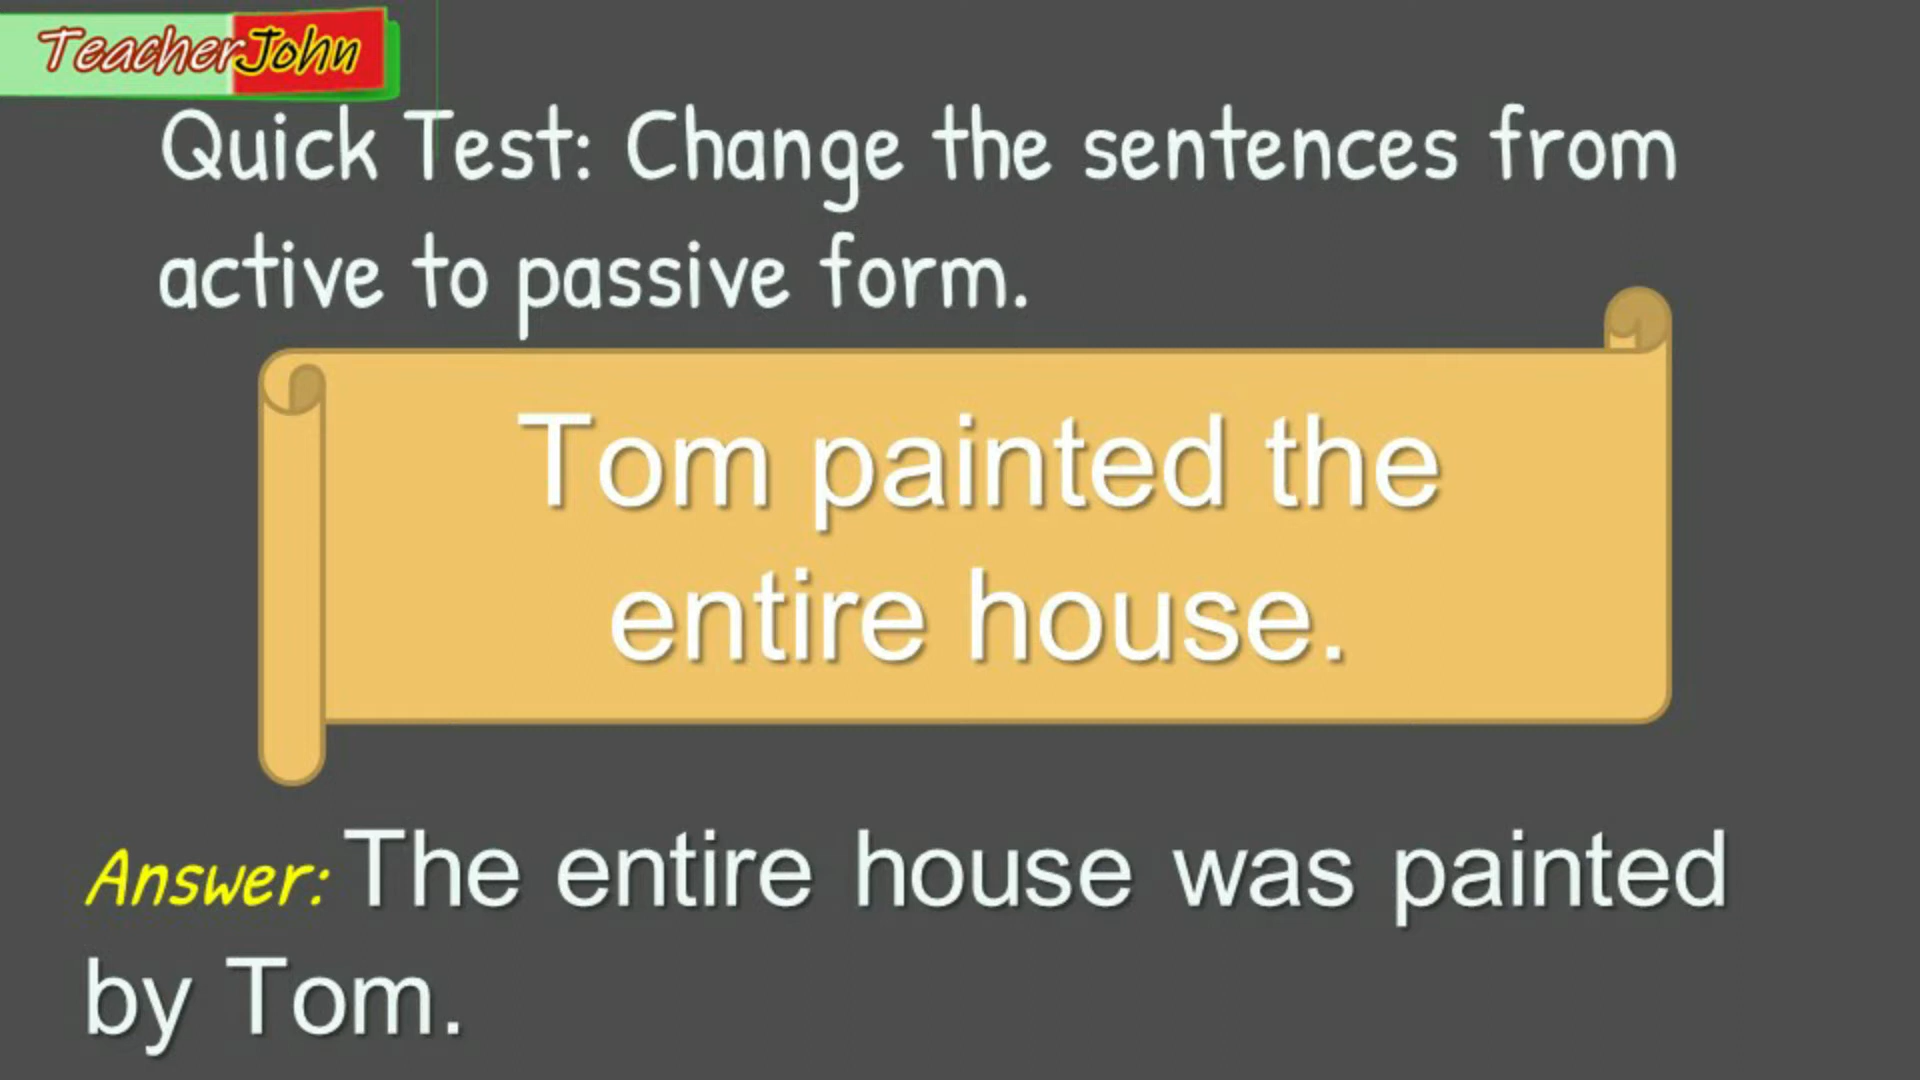 TeacherJohn
Quick Test: Change the sentences from
active to passive form.
Tom painted the
entire house.
Answer: The entire house was painted
by Tom.